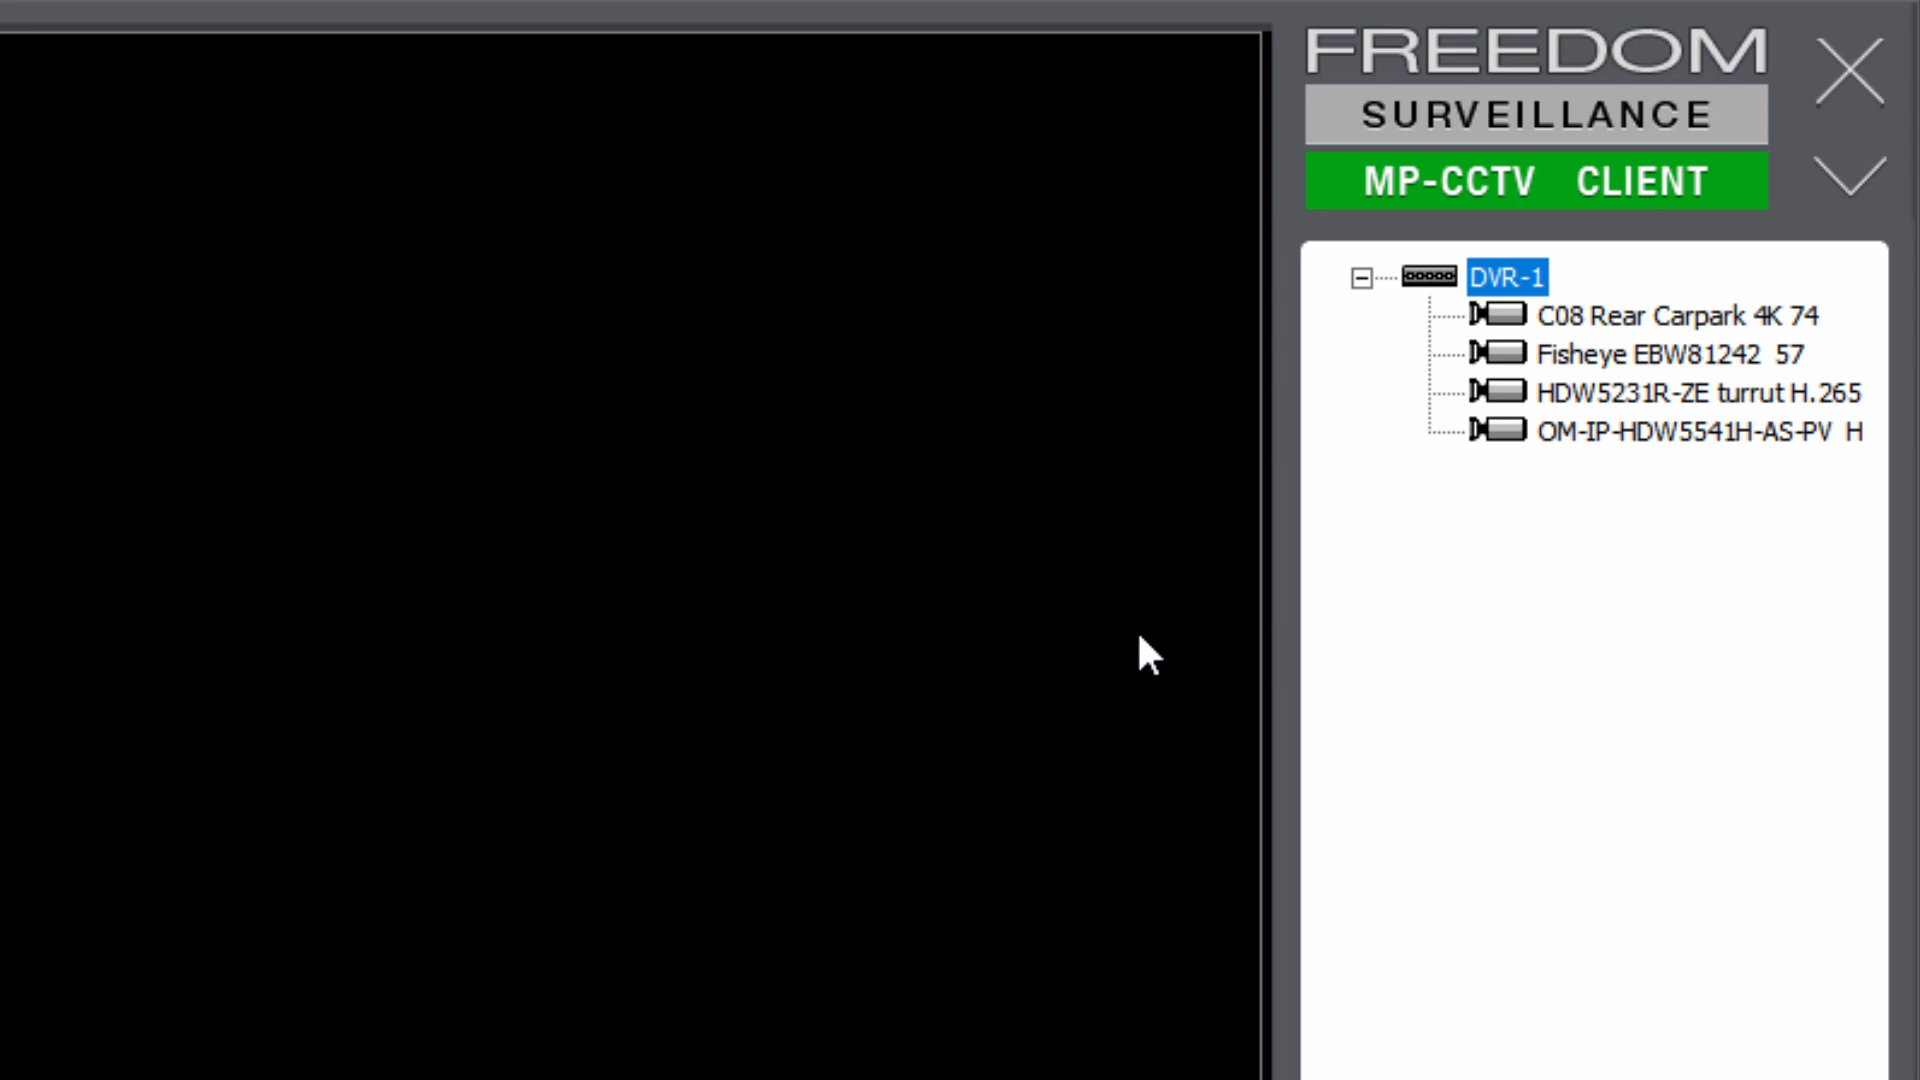 FREEDOM
SURVEILLANCE
MP-CCTV CLIENT
DVR-1
C08 Rear Carpark 4K 74
Fisheye EBW81242 57
HDW5231R-ZE turrut H.265
OM-IP-HDW5541H-AS-PV H